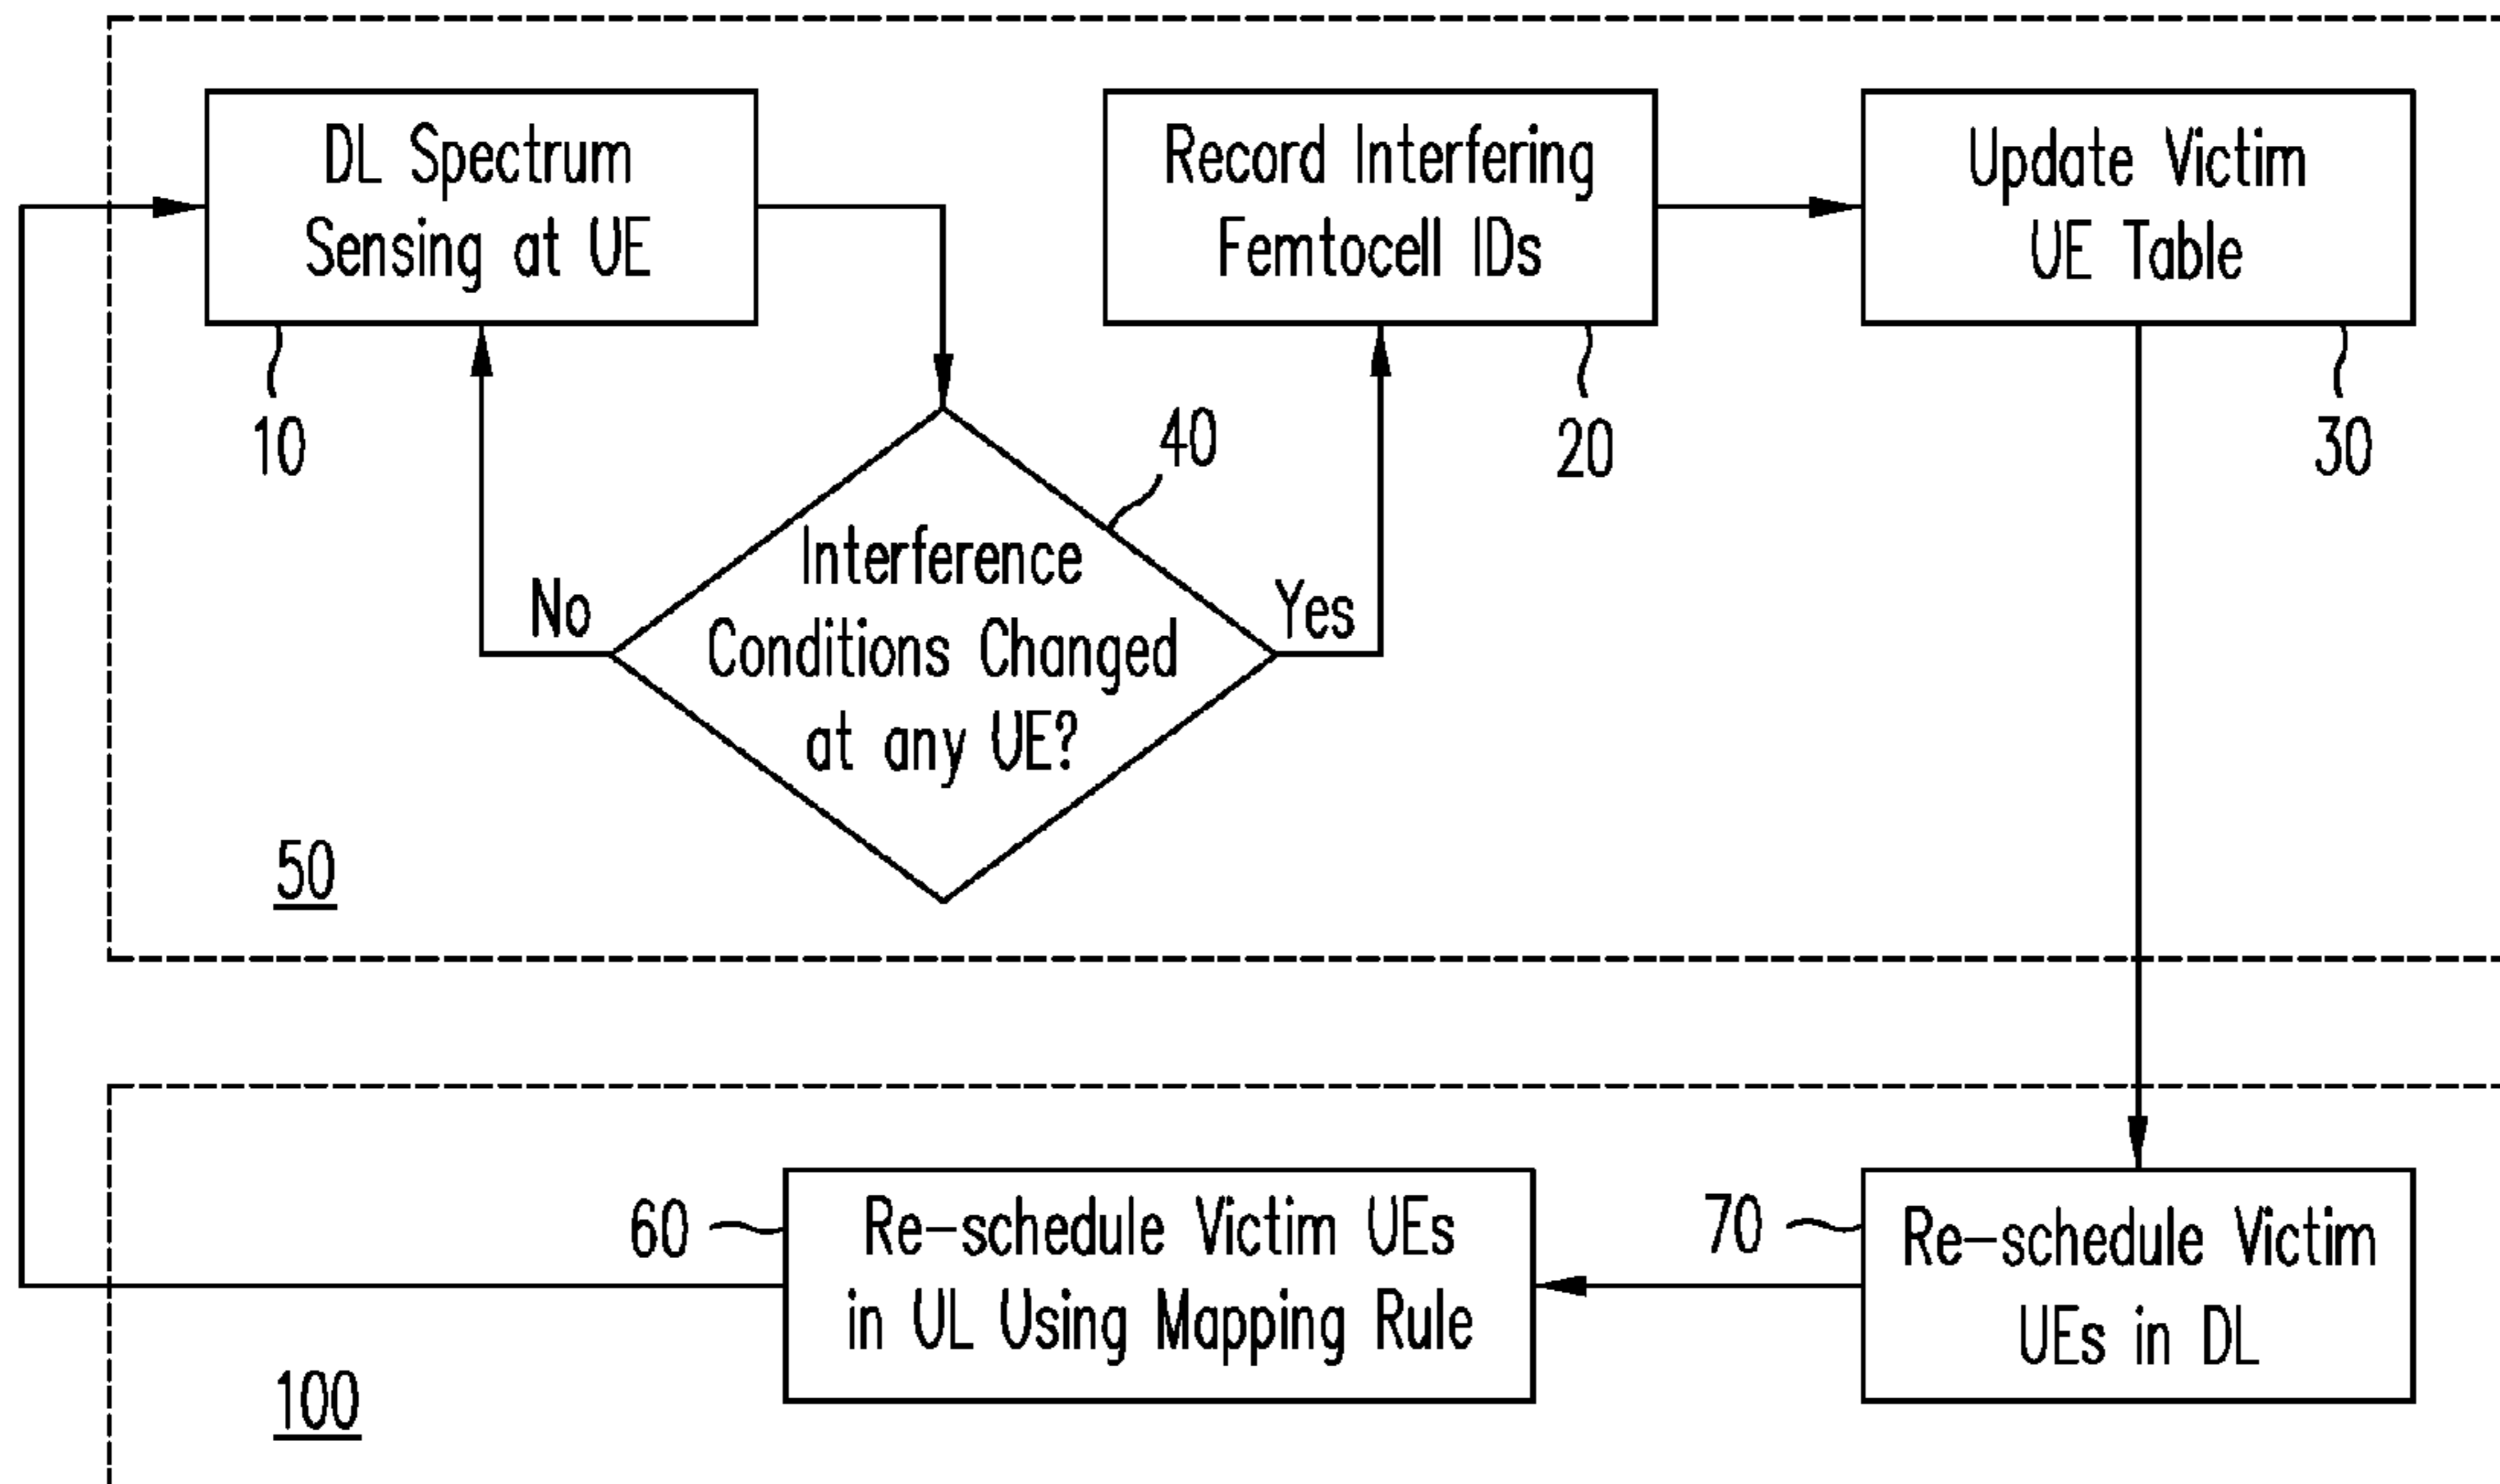 DL Spectrum
Sensing at UE
10
Record Interfering
Femtocell IDs
20
Update Victim
UE Table
30
40
Interference
Conditions Changed
at any UE?
No
Yes
50
60
Re-schedule Victim UEs
in UL Using Mapping Rule
70
Re-schedule Victim
UEs in DL
100